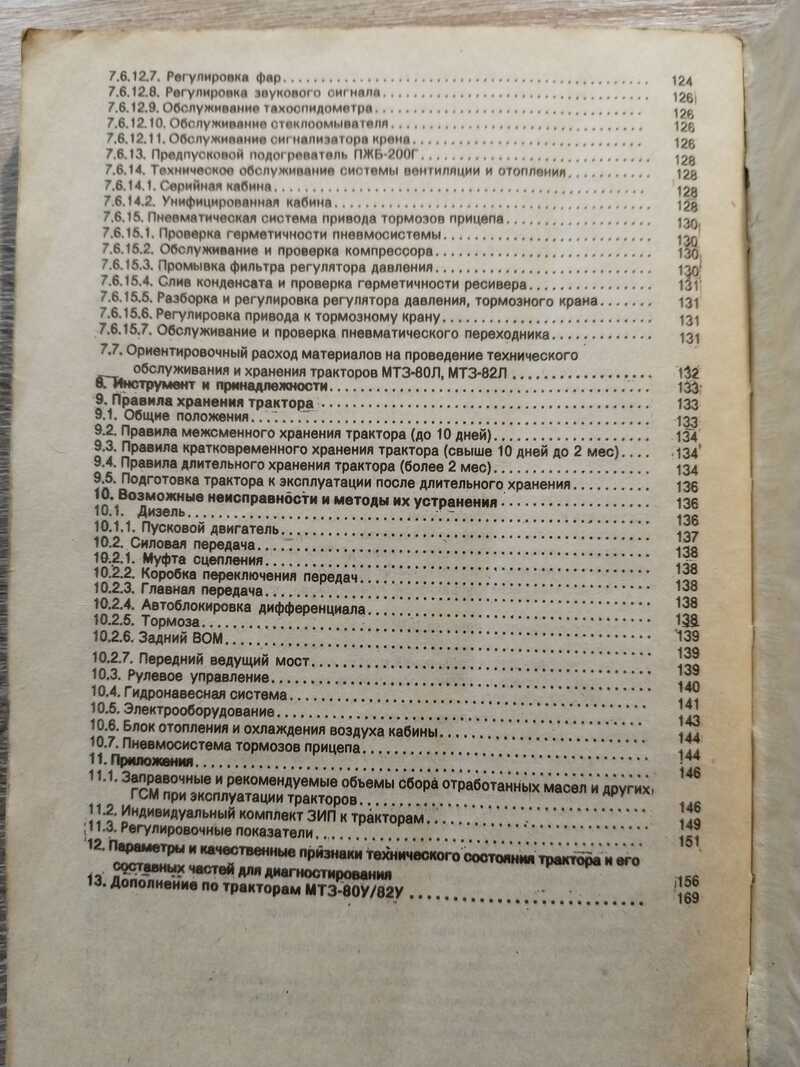 7.6.12.7. Регулировка фар 124
7.6.12.8. Регулировка звукового сигнала 126
7.6.12.9. Обслуживание тахоспидометра 126
7.6.12.10. Обслуживание стеклоомывателя 126
7.6.12.11. Обслуживание сигнализатора крена 126
7.6.13. Предпусковой подогреватель ПЖБ-200Г 128
7.6.14. Техническое обслуживание системы вентиляции и отопления 128
7.6.14.1. Серийная кабина 128
7.6.14.2. Унифицированная кабина 128
7.6.15. Пневматическая система привода тормозов прицепа 130
7.6.15.1. Проверка герметичности пневмосистемы 130
7.6.15.2. Обслуживание и проверка компрессора 130
7.6.15.3. Промывка фильтра регулятора давления 130
7.6.15.4. Слив конденсата и проверка герметичности ресивера 131
7.6.15.5. Разборка и регулировка регулятора давления, тормозного крана 131
7.6.15.6. Регулировка привода к тормозному крану 131
7.6.15.7. Обслуживание и проверка пневматического переходника 131
7.7. Ориентировочный расход материалов на проведение технического
обслуживания и хранения тракторов МТЗ-80Л, МТЗ-82Л 132
8. Инструмент и принадлежности 133
9. Правила хранения трактора 133
9.1. Общие положения 133
9.2. Правила межсменного хранения трактора (до 10 дней) 134
9.3. Правила кратковременного хранения трактора (свыше 10 дней до 2 мес) 134
9.4. Правила длительного хранения трактора (более 2 мес) 134
9.5. Подготовка трактора к эксплуатации после длительного хранения 136
10. Возможные неисправности и методы их устранения 136
10.1. Дизель 136
10.1.1. Пусковой двигатель 137
10.2. Силовая передача 138
10.2.1. Муфта сцепления 138
10.2.2. Коробка переключения передач 138
10.2.3. Главная передача 138
10.2.4. Автоблокировка дифференциала 138
10.2.5. Тормоза 139
10.2.6. Задний ВОМ 139
10.2.7. Передний ведущий мост 139
10.3. Рулевое управление 140
10.4. Гидронавесная система 141
10.5. Электрооборудование 143
10.6. Блок отопления и охлаждения воздуха кабины 144
10.7. Пневмосистема тормозов прицепа 144
11. Приложения 146
11.1. Заправочные и рекомендуемые объемы сбора отработанных масел и других
ГСМ при эксплуатации тракторов 146
11.2. Индивидуальный комплект ЗИП к тракторам 149
11.3. Регулировочные показатели 151
12. Параметры и качественные признаки технического состояния трактора и его
составных частей для диагностирования 156
13. Дополнение по тракторам МТЗ-80У/82У 169